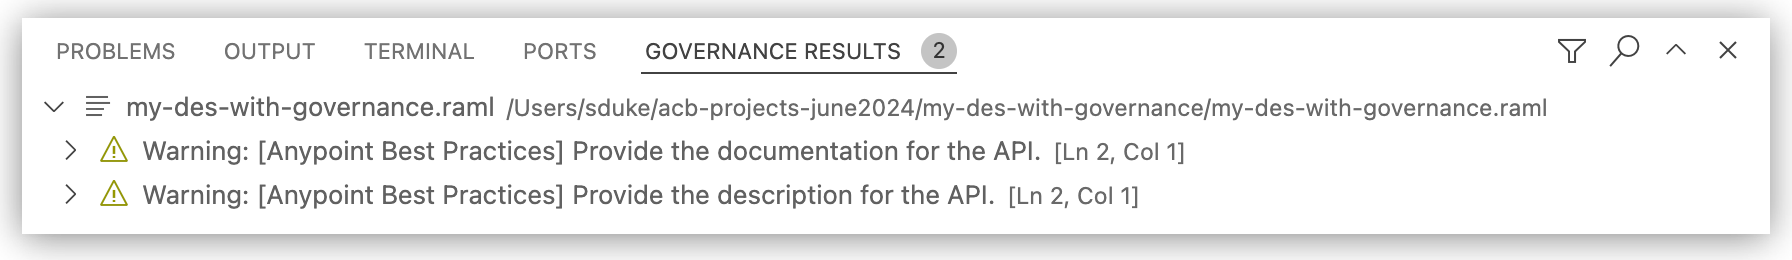 PROBLEMS OUTPUT TERMINAL PORTS GOVERNANCE RESULTS 2
my-des-with-governance.raml /Users/sduke/acb-projects-june2024/my-des-with-governance/my-des-with-governance.raml
Warning: [Anypoint Best Practices] Provide the documentation for the API. [Ln 2, Col 1]
Warning: [Anypoint Best Practices] Provide the description for the API. [Ln 2, Col 1]